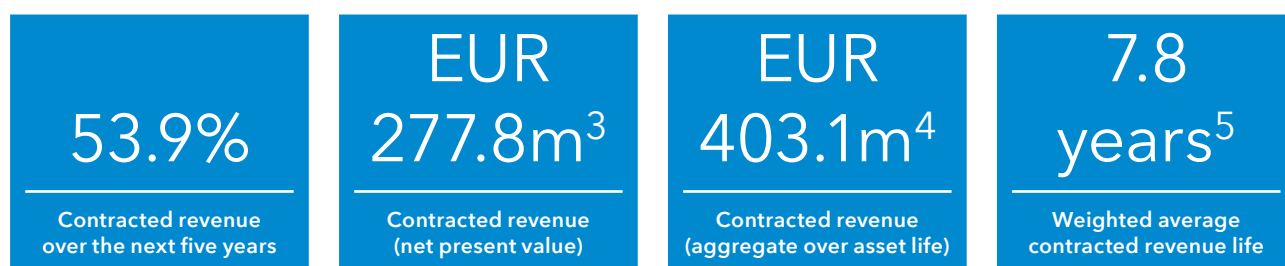 53.9%
Contracted revenue
over the next five years
EUR
277.8m³
Contracted revenue
(net present value)
EUR
403.1m⁴
Contracted revenue
(aggregate over asset life)
7.8
years⁵
Weighted average
contracted revenue life